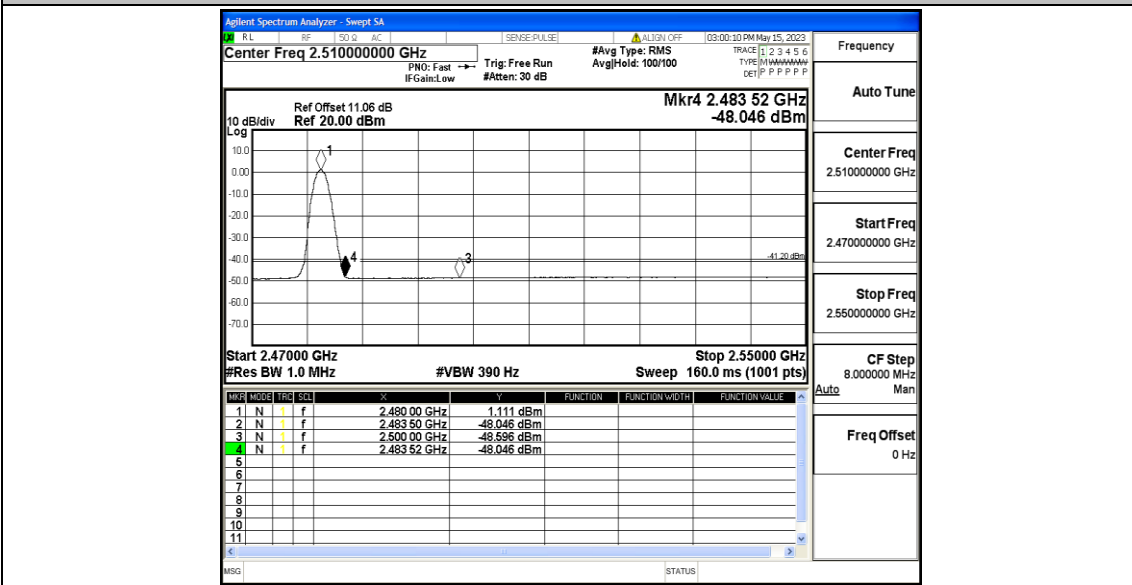 Agilent Spectrum Analyzer - Swept SA
RL RF 50 Ω AC SENSE:PULSE ALIGN OFF 03:00:10 PM May 15, 2023
Center Freq 2.510000000 GHz
PNO: Fast
IFGain:Low
Trig: Free Run
#Atten: 30 dB
#Avg Type: RMS
Avg|Hold: 100/100
TRACE 1 2 3 4 5 6
TYPE M
DET P P P P P P
Mkr4 2.483 52 GHz
-48.046 dBm
Ref Offset 11.06 dB
10 dB/div Ref 20.00 dBm
Log
10.0
0.00
-10.0
-20.0
-30.0
-40.0
-50.0
-60.0
-70.0
1
4
3
-41.20 dBm
Start 2.47000 GHz Stop 2.55000 GHz
#Res BW 1.0 MHz #VBW 390 Hz Sweep 160.0 ms (1001 pts)
MKR MODE TRC SCL X Y FUNCTION FUNCTION WIDTH FUNCTION VALUE
1 N 1 f 2.480 00 GHz 1.111 dBm
2 N 1 f 2.483 50 GHz -48.046 dBm
3 N 1 f 2.500 00 GHz -48.596 dBm
4 N 1 f 2.483 52 GHz -48.046 dBm
5
6
7
8
9
10
11
MSG STATUS
Frequency
Auto Tune
Center Freq
2.510000000 GHz
Start Freq
2.470000000 GHz
Stop Freq
2.550000000 GHz
CF Step
8.000000 MHz
Auto Man
Freq Offset
0 Hz